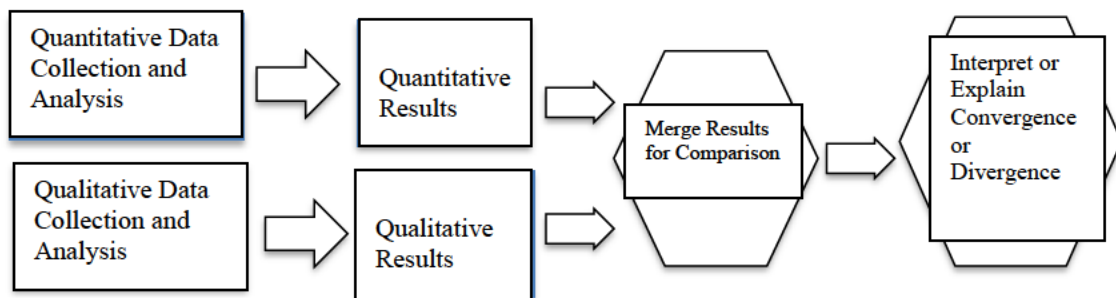 Quantitative Data
Collection and
Analysis
Quantitative
Results
Qualitative Data
Collection and
Analysis
Qualitative
Results
Merge Results
for Comparison
Interpret or
Explain
Convergence
or
Divergence